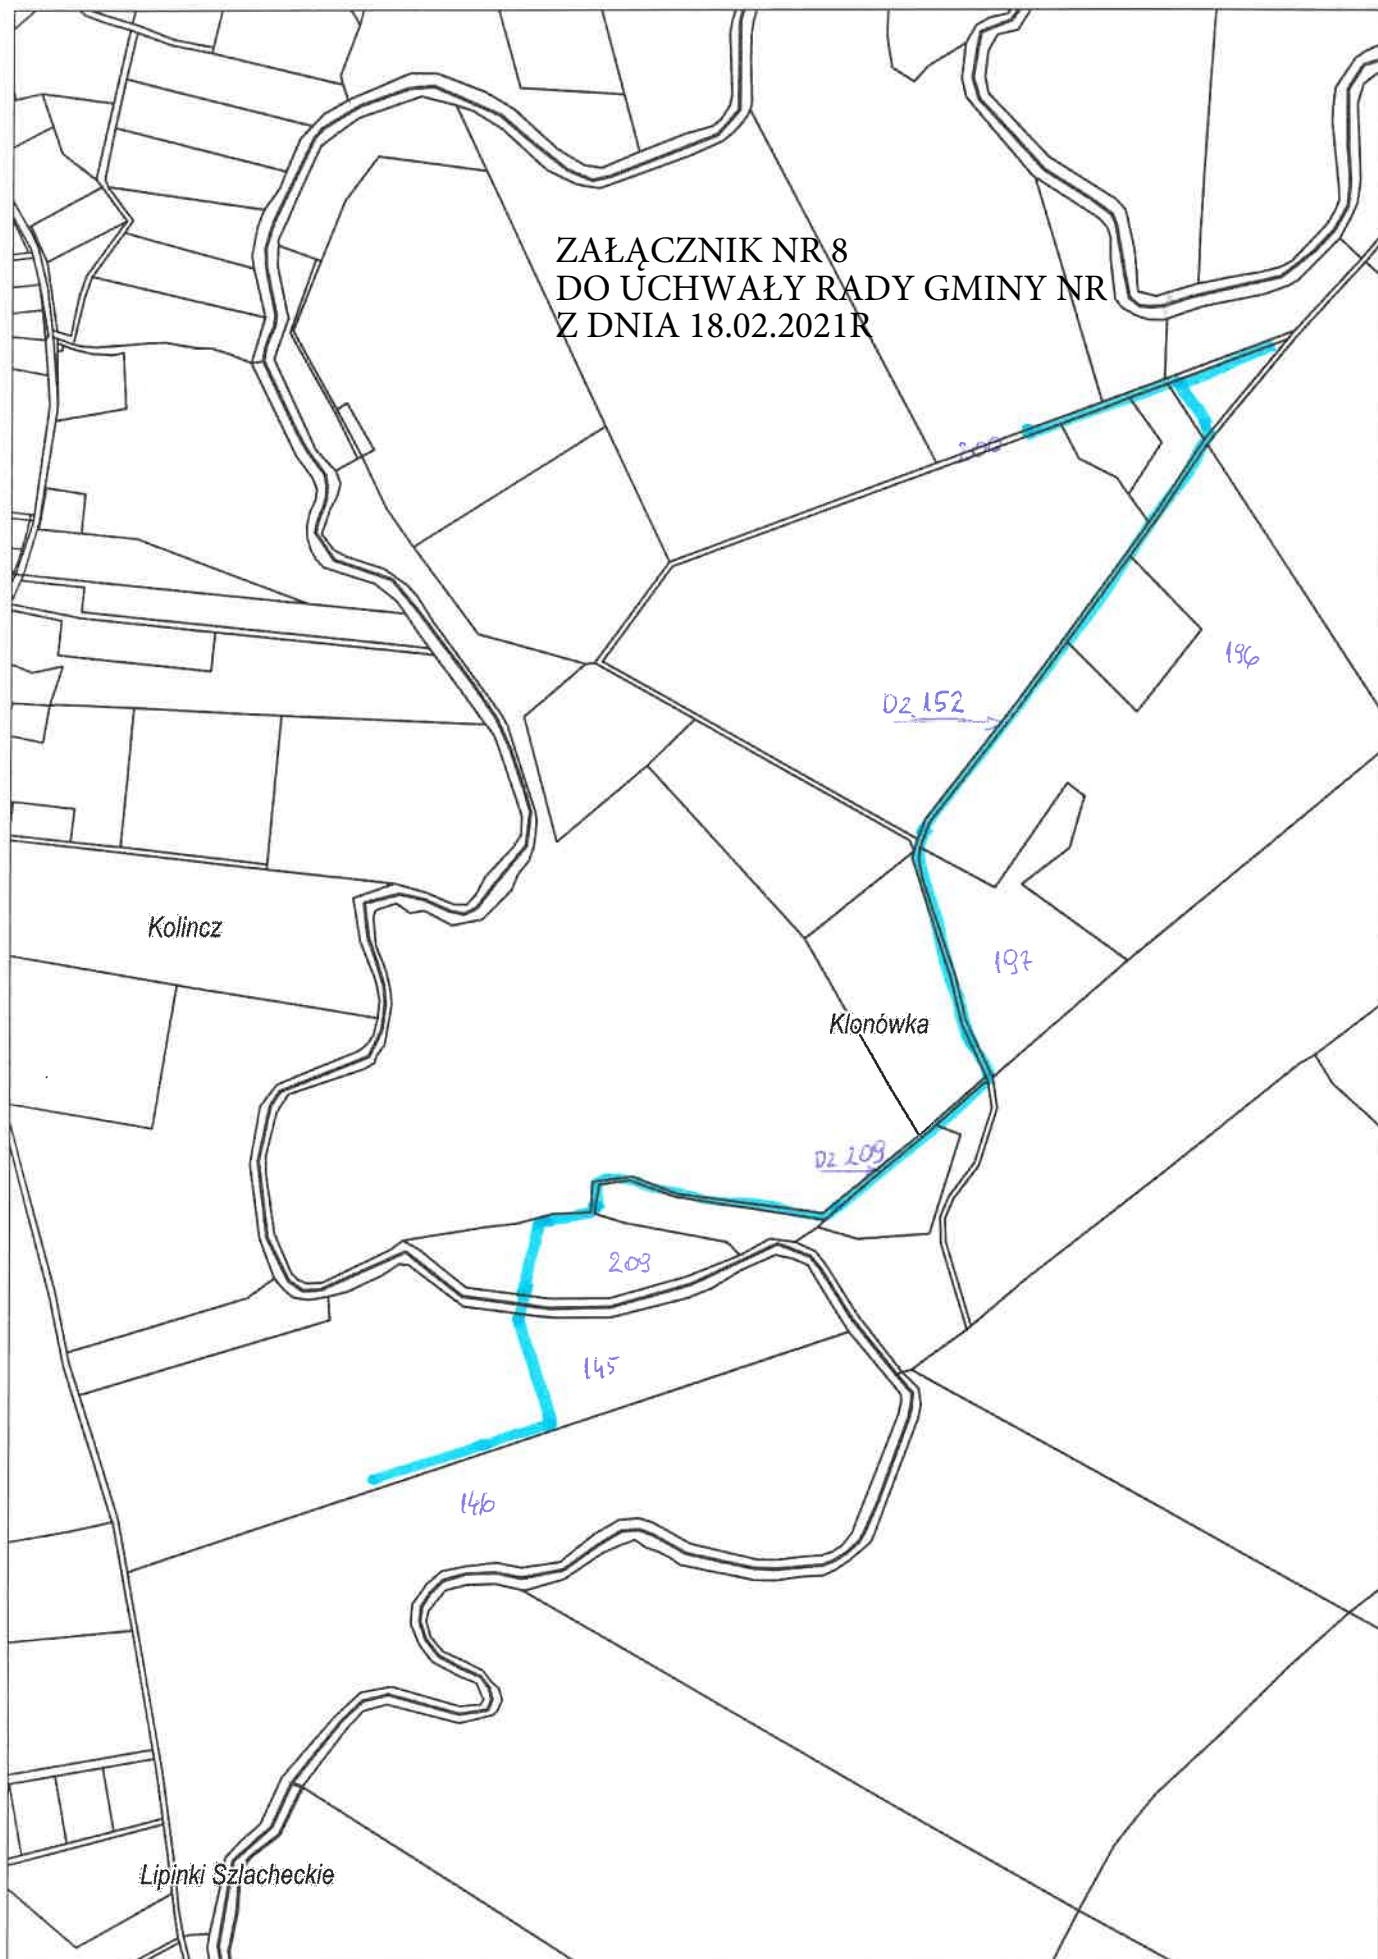 ZAŁĄCZNIK NR 8
DO UCHWAŁY RADY GMINY NR
Z DNIA 18.02.2021R
196
Dz 152
Kolincz
197
Klonówka
Dz 209
209
145
146
Lipinki Szlacheckie